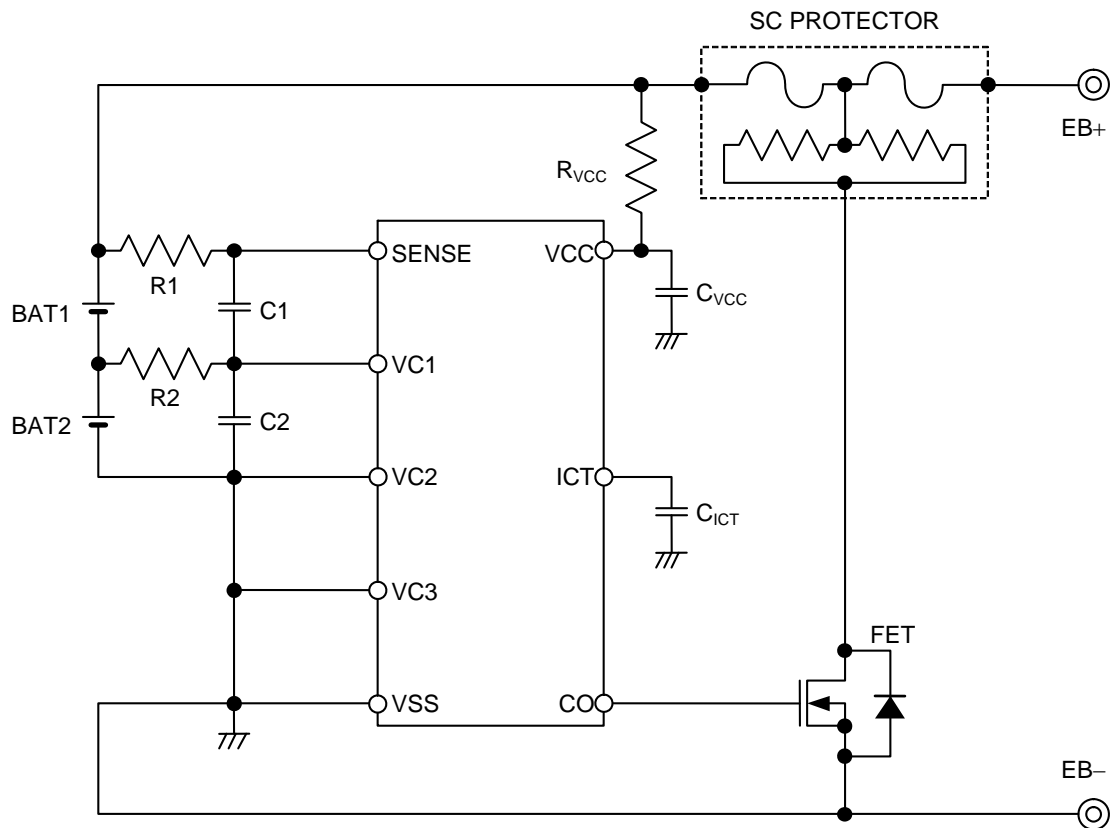 SC PROTECTOR
EB+
RVCC
SENSE
VCC
R1
C1
CVCC
BAT1
VC1
R2
C2
BAT2
VC2
ICT
CICT
VC3
FET
VSS
CO
EB−